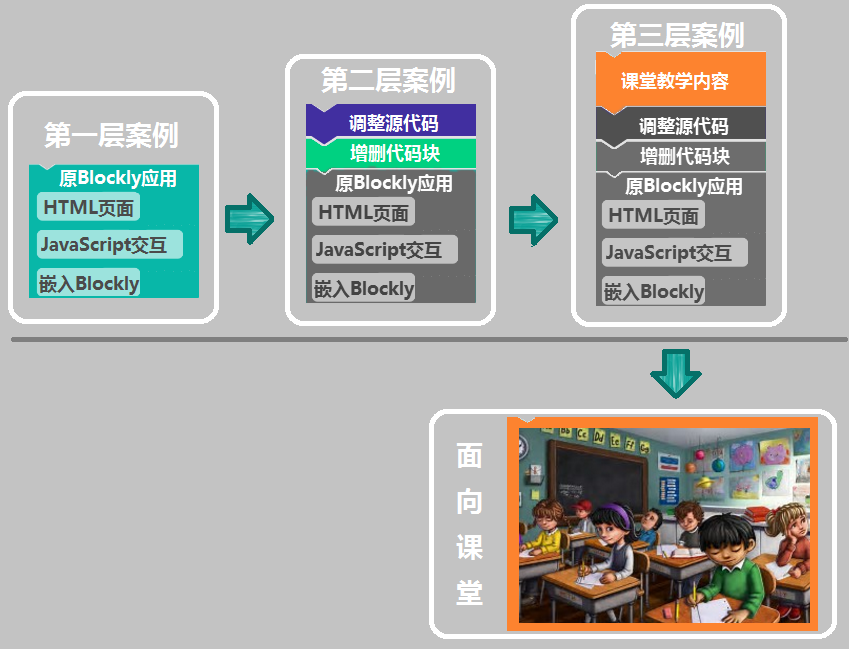 第一层案例
原Blockly应用
HTML页面
JavaScript交互
嵌入Blockly
第二层案例
调整源代码
增删代码块
原Blockly应用
HTML页面
JavaScript交互
嵌入Blockly
第三层案例
课堂教学内容
调整源代码
增删代码块
原Blockly应用
HTML页面
JavaScript交互
嵌入Blockly
面
向
课
堂
Bb Cc Dd Ee Ff Gg